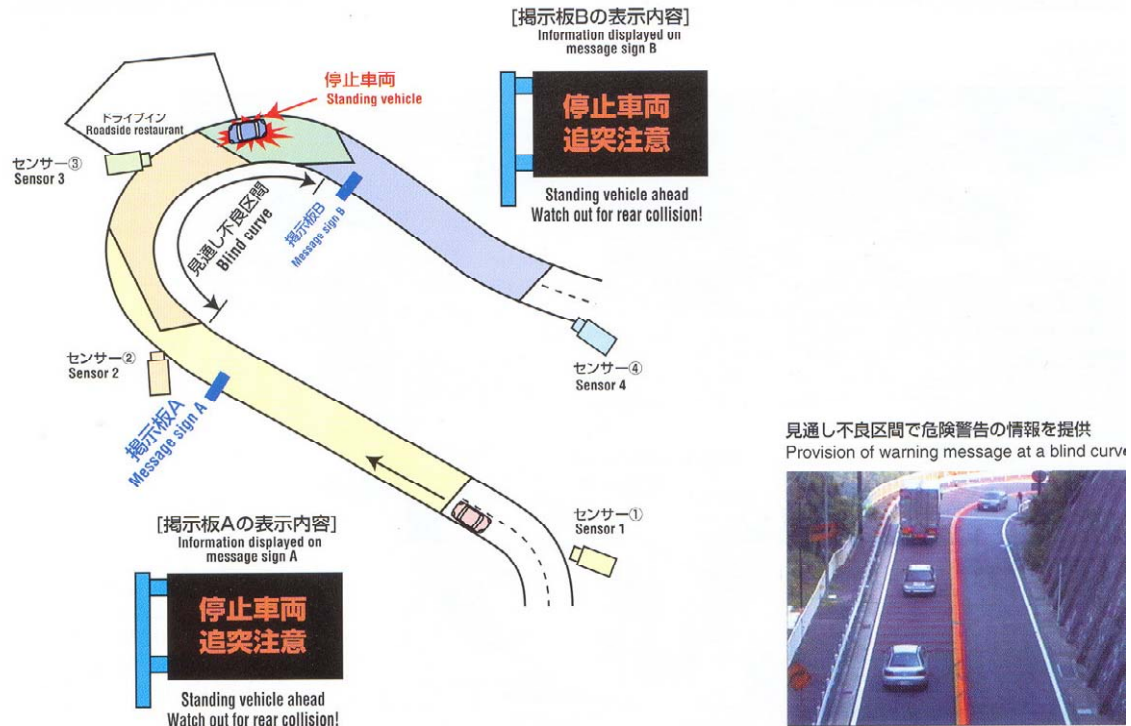 [掲示板Bの表示内容]
Information displayed on
message sign B
停止車両
追突注意
Standing vehicle ahead
Watch out for rear collision!
停止車両
Standing vehicle
ドライブイン
Roadside restaurant
センサー③
Sensor 3
見通し不良区間
Blind curve
掲示板B
Message sign B
センサー②
Sensor 2
センサー④
Sensor 4
掲示板A
Message sign A
センサー①
Sensor 1
[掲示板Aの表示内容]
Information displayed on
message sign A
停止車両
追突注意
Standing vehicle ahead
Watch out for rear collision!
見通し不良区間で危険警告の情報を提供
Provision of warning message at a blind curve